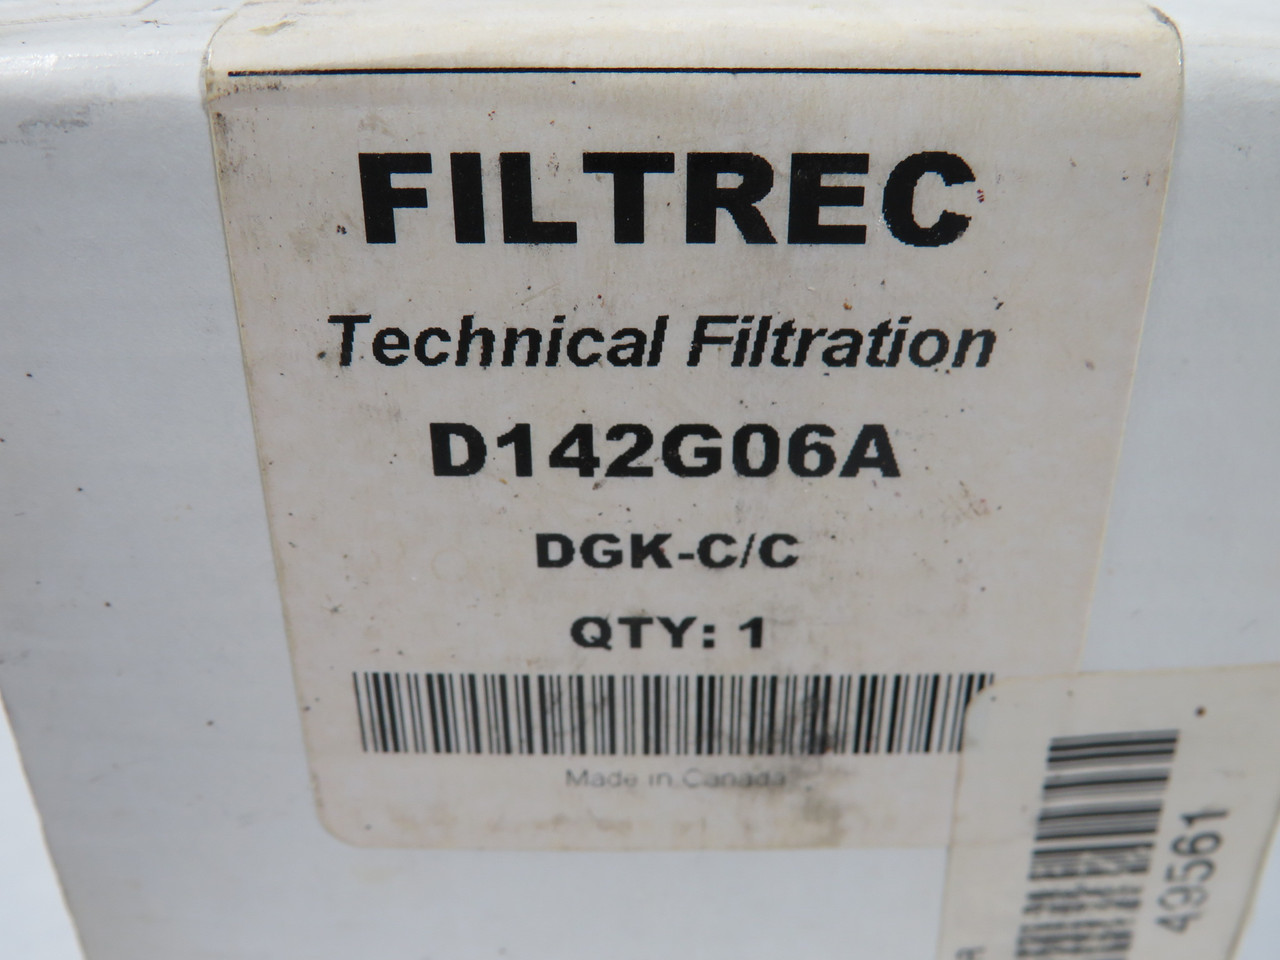 FILTREC
Technical Filtration
D142G06A
DGK-C/C
QTY: 1
Made in Canada
49561
R